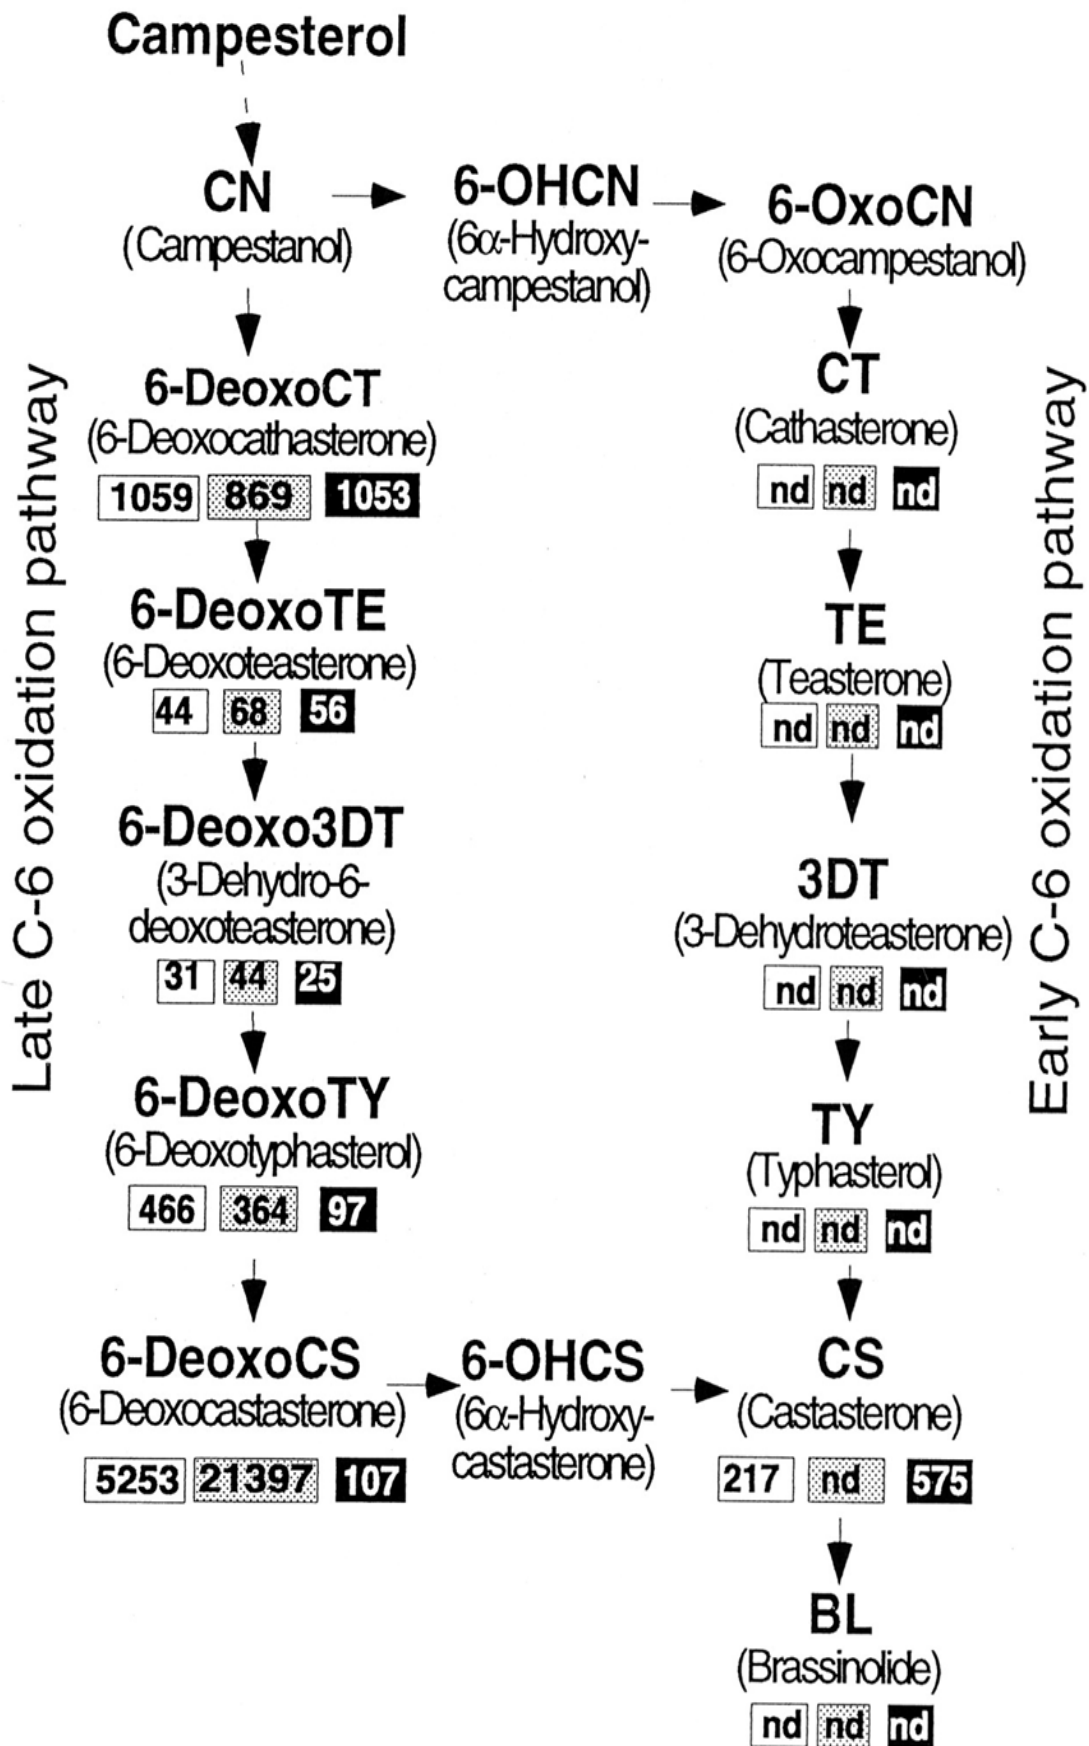 Campesterol
CN
(Campestanol)
6-OHCN
(6α-Hydroxy-
campestanol)
6-OxoCN
(6-Oxocampestanol)
Late C-6 oxidation pathway
6-DeoxoCT
(6-Deoxocathasterone)
1059 869 1053
CT
(Cathasterone)
nd nd nd
Early C-6 oxidation pathway
6-DeoxoTE
(6-Deoxoteasterone)
44 68 56
TE
(Teasterone)
nd nd nd
6-Deoxo3DT
(3-Dehydro-6-
deoxoteasterone)
31 44 25
3DT
(3-Dehydroteasterone)
nd nd nd
6-DeoxoTY
(6-Deoxotyphasterol)
466 364 97
TY
(Typhasterol)
nd nd nd
6-DeoxoCS
(6-Deoxocastasterone)
5253 21397 107
6-OHCS
(6α-Hydroxy-
castasterone)
CS
(Castasterone)
217 nd 575
BL
(Brassinolide)
nd nd nd